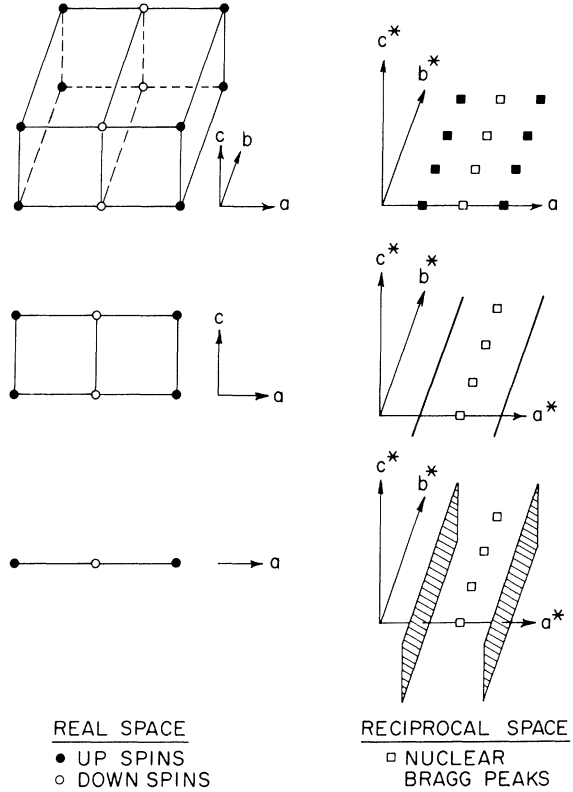 c
b
a
c*
b*
a
c
a
c*
b*
a*
a
c*
b*
a*
REAL SPACE
UP SPINS
DOWN SPINS
RECIPROCAL SPACE
NUCLEAR
BRAGG PEAKS